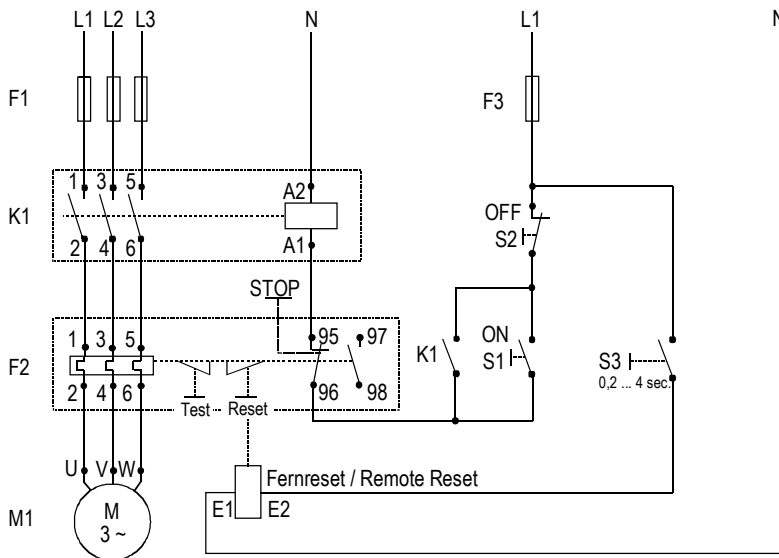 L1 L2 L3 N L1 N
F1 F3
1 3 5 A2
K1 OFF
S2
2 4 6 A1
STOP
1 3 5 95 97 K1 ON
F2 S1 S3
2 4 6 96 98 0,2 ... 4 sec.
Test Reset
U V W Fernreset / Remote Reset
M1 M E1 E2
3 ~